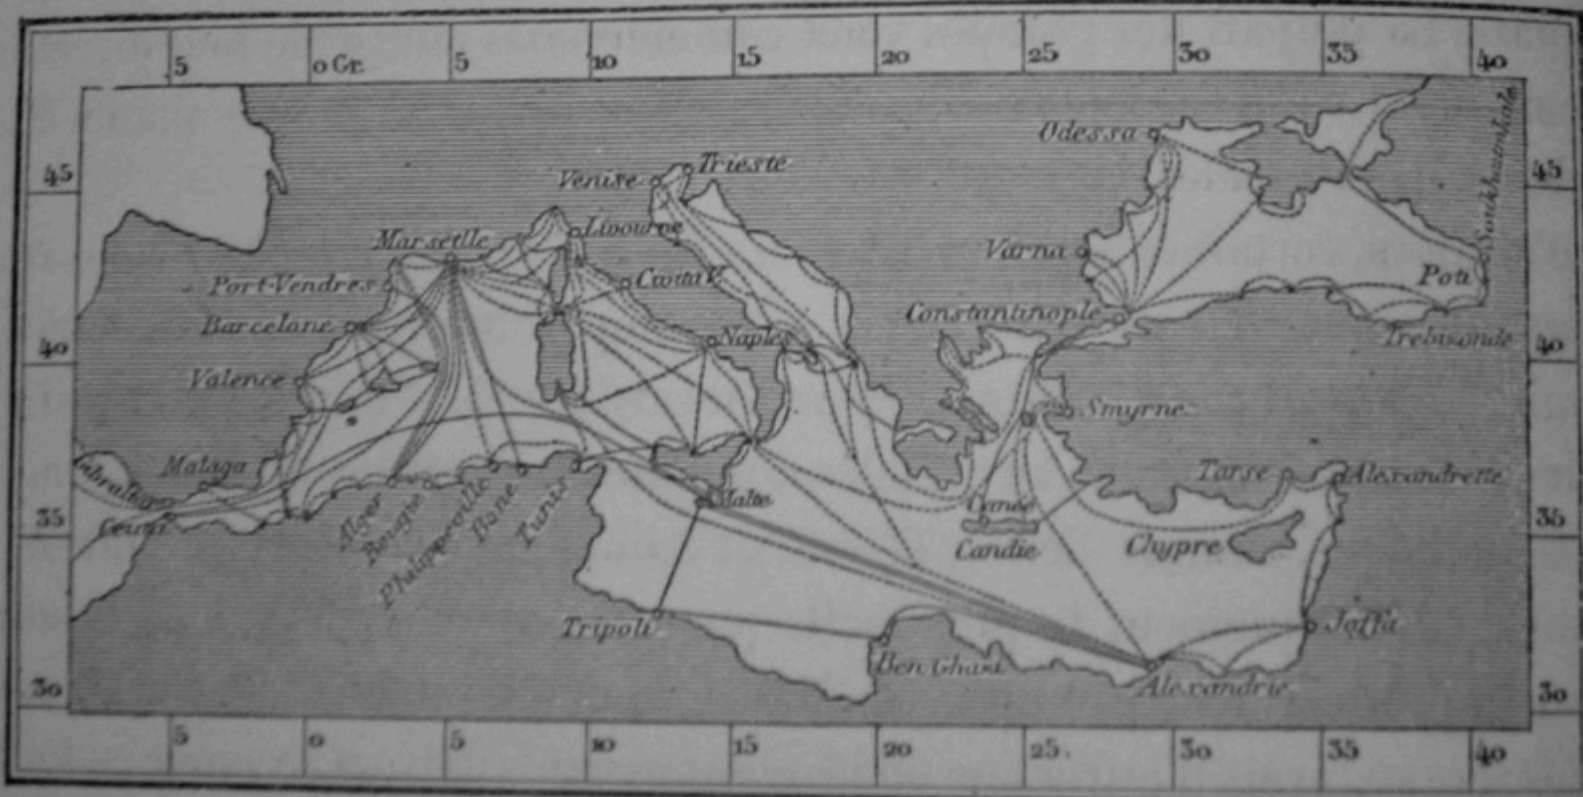 5 0 Gr. 5 10 15 20 25 30 35 40
Odessa
Soukhoumkalé
Trieste
45 Venise 45
Livourne
Marseille
Varna
Port-Vendres
Civita V.
Poti
Barcelone
Constantinople
Naples
Trebisonde
40 40
Valence
Smyrne
Malaga
Tarse
Alexandrette
Gibraltar
Malte
Canée
Ceuta
35 35
Alger
Bougie
Philippeville
Bone
Tunis
Candie
Chypre
Tripoli
Jaffa
Ben Ghasi
Alexandrie
30 30
5 0 5 10 15 20 25. 30 35 40